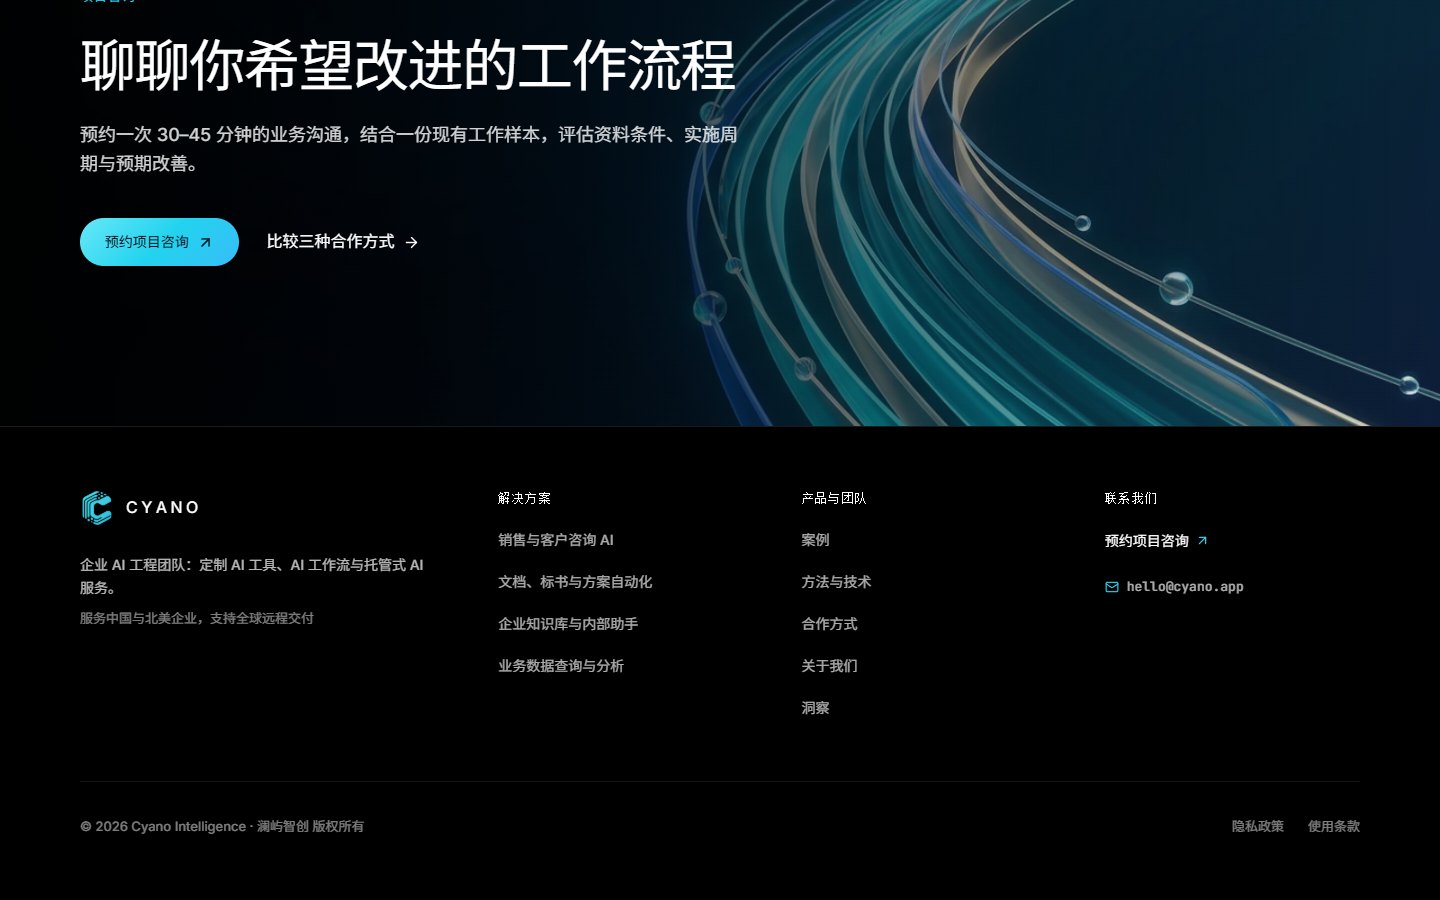 聊聊你希望改进的工作流程
预约一次 30–45 分钟的业务沟通，结合一份现有工作样本，评估资料条件、实施周
期与预期改善。
预约项目咨询
比较三种合作方式
CYANO
企业 AI 工程团队：定制 AI 工具、AI 工作流与托管式 AI
服务。
服务中国与北美企业，支持全球远程交付
解决方案
销售与客户咨询 AI
文档、标书与方案自动化
企业知识库与内部助手
业务数据查询与分析
产品与团队
案例
方法与技术
合作方式
关于我们
洞察
联系我们
预约项目咨询
hello@cyano.app
© 2026 Cyano Intelligence · 澜屿智创 版权所有
隐私政策
使用条款